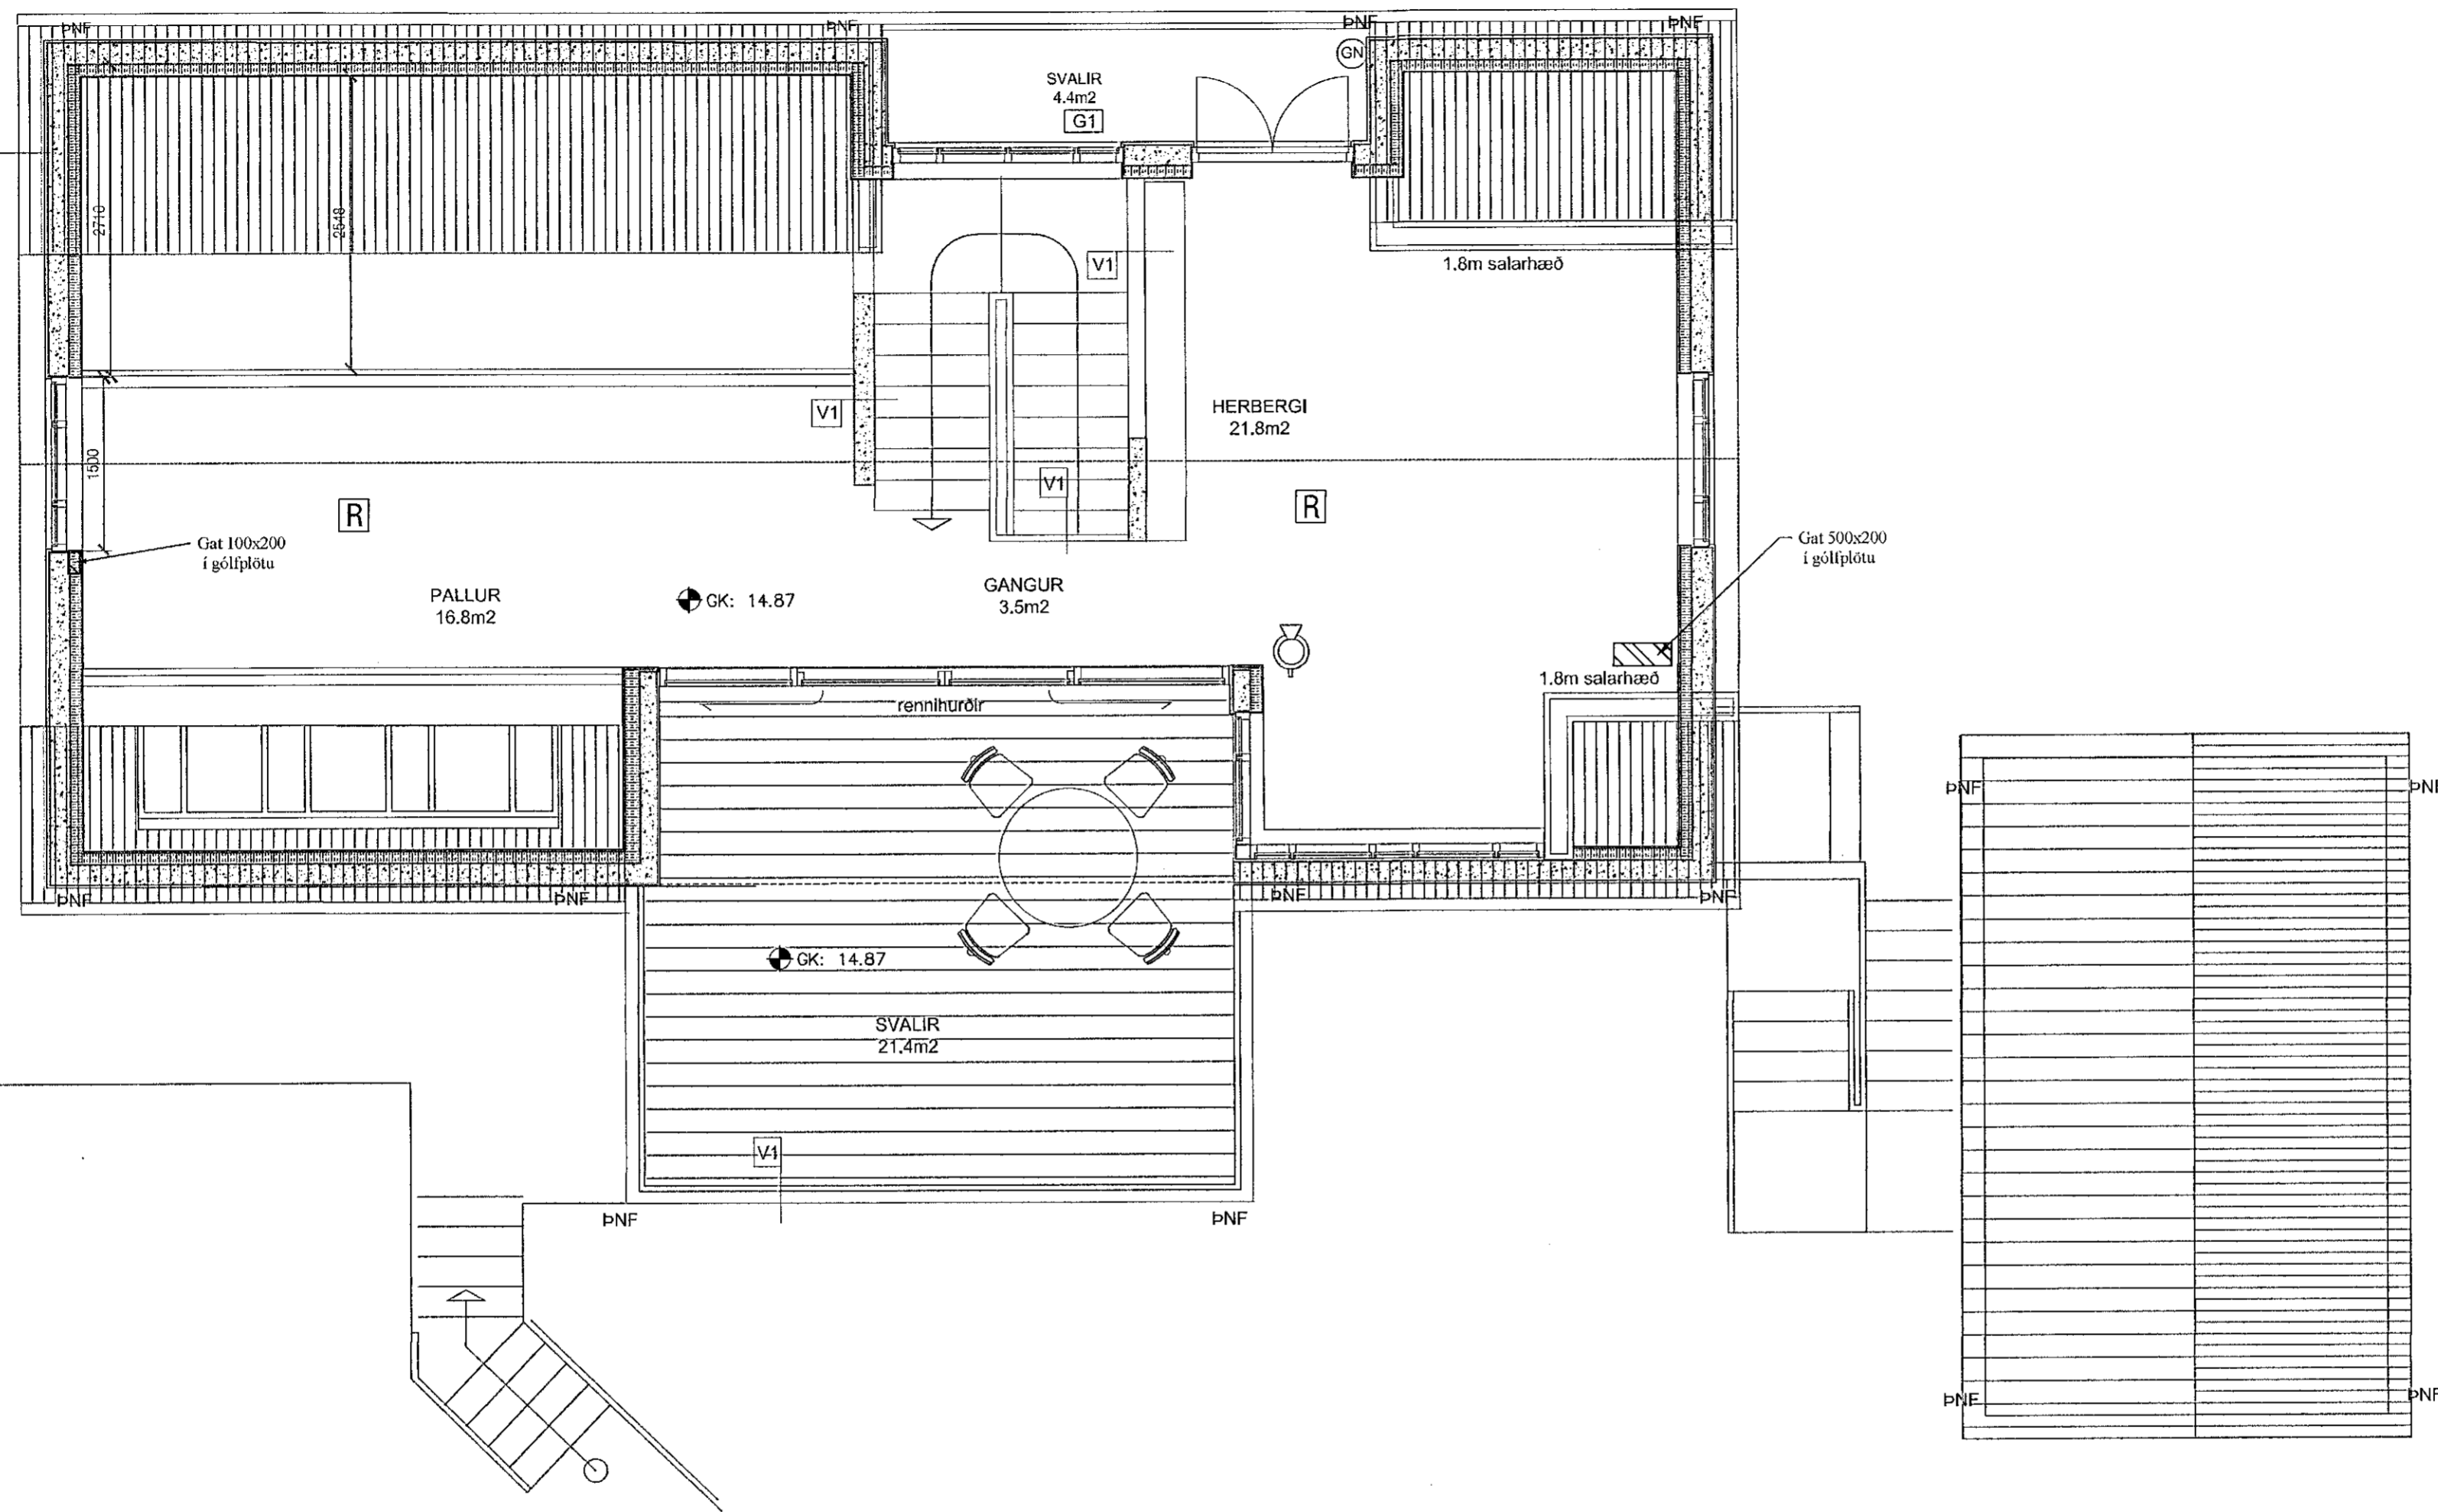 ÞNF
ÞNF
ÞNF
ÞNF
GN
SVALIR
4.4m2
G1
2710
2548
V1
1.8m salarhæð
V1
HERBERGI
21.8m2
1500
V1
R
R
Gat 100x200
í gólfplötu
Gat 500x200
í gólfplötu
PALLUR
16.8m2
GK: 14.87
GANGUR
3.5m2
1.8m salarhæð
rennihurðir
ÞNF
ÞNF
ÞNF
ÞNF
ÞNF
ÞNF
GK: 14.87
SVALIR
21.4m2
V1
ÞNF
ÞNF
ÞNF
ÞNF